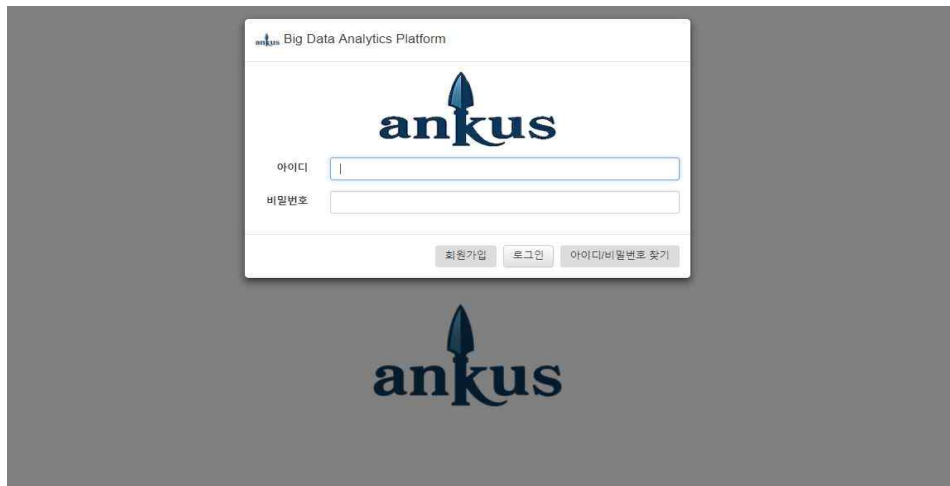 ankus Big Data Analytics Platform
ankus
아이디
비밀번호
회원가입 로그인 아이디/비밀번호 찾기
ankus